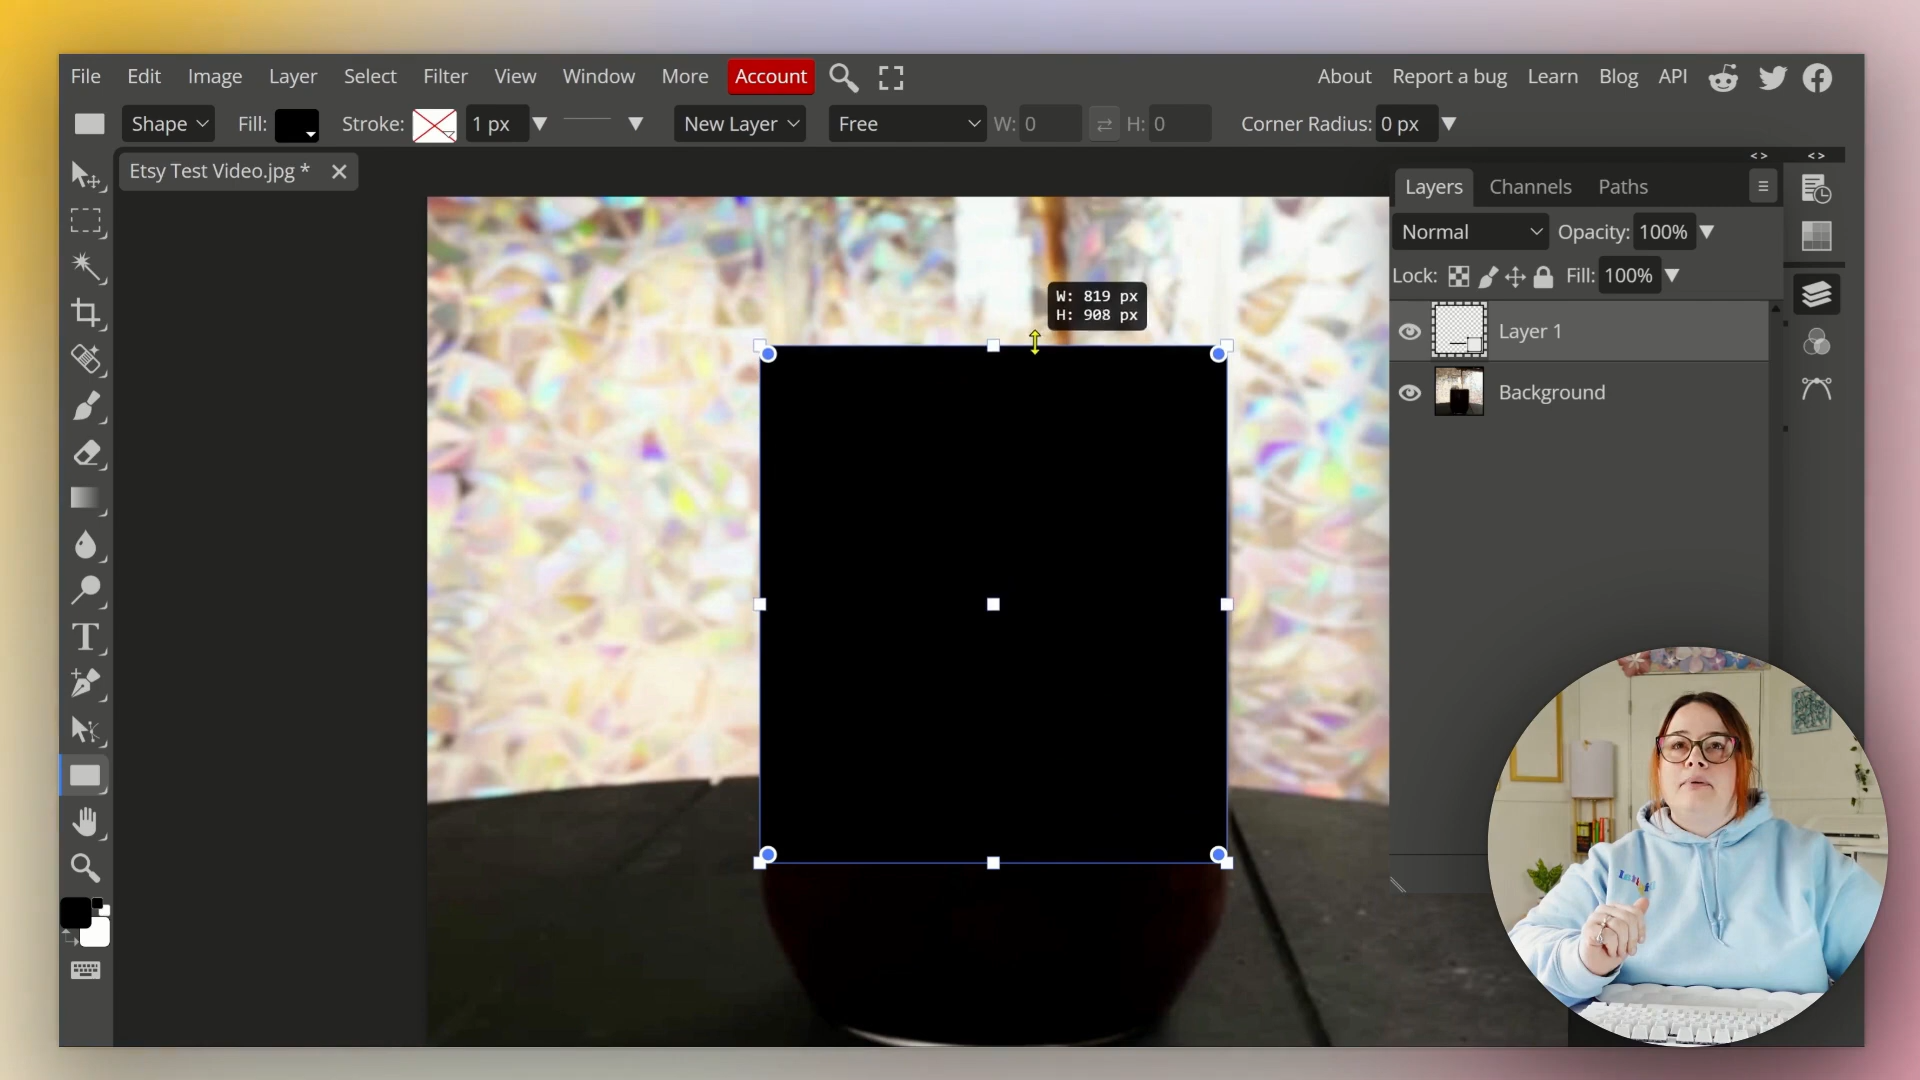 File Edit Image Layer Select Filter View Window More Account About Report a bug Learn Blog API
Shape Fill: Stroke: 1 px New Layer Free W: 0 H: 0 Corner Radius: 0 px
Etsy Test Video.jpg *
Layers Channels Paths
Normal Opacity: 100%
Lock: Fill: 100%
W: 819 px
H: 908 px
Layer 1
Background